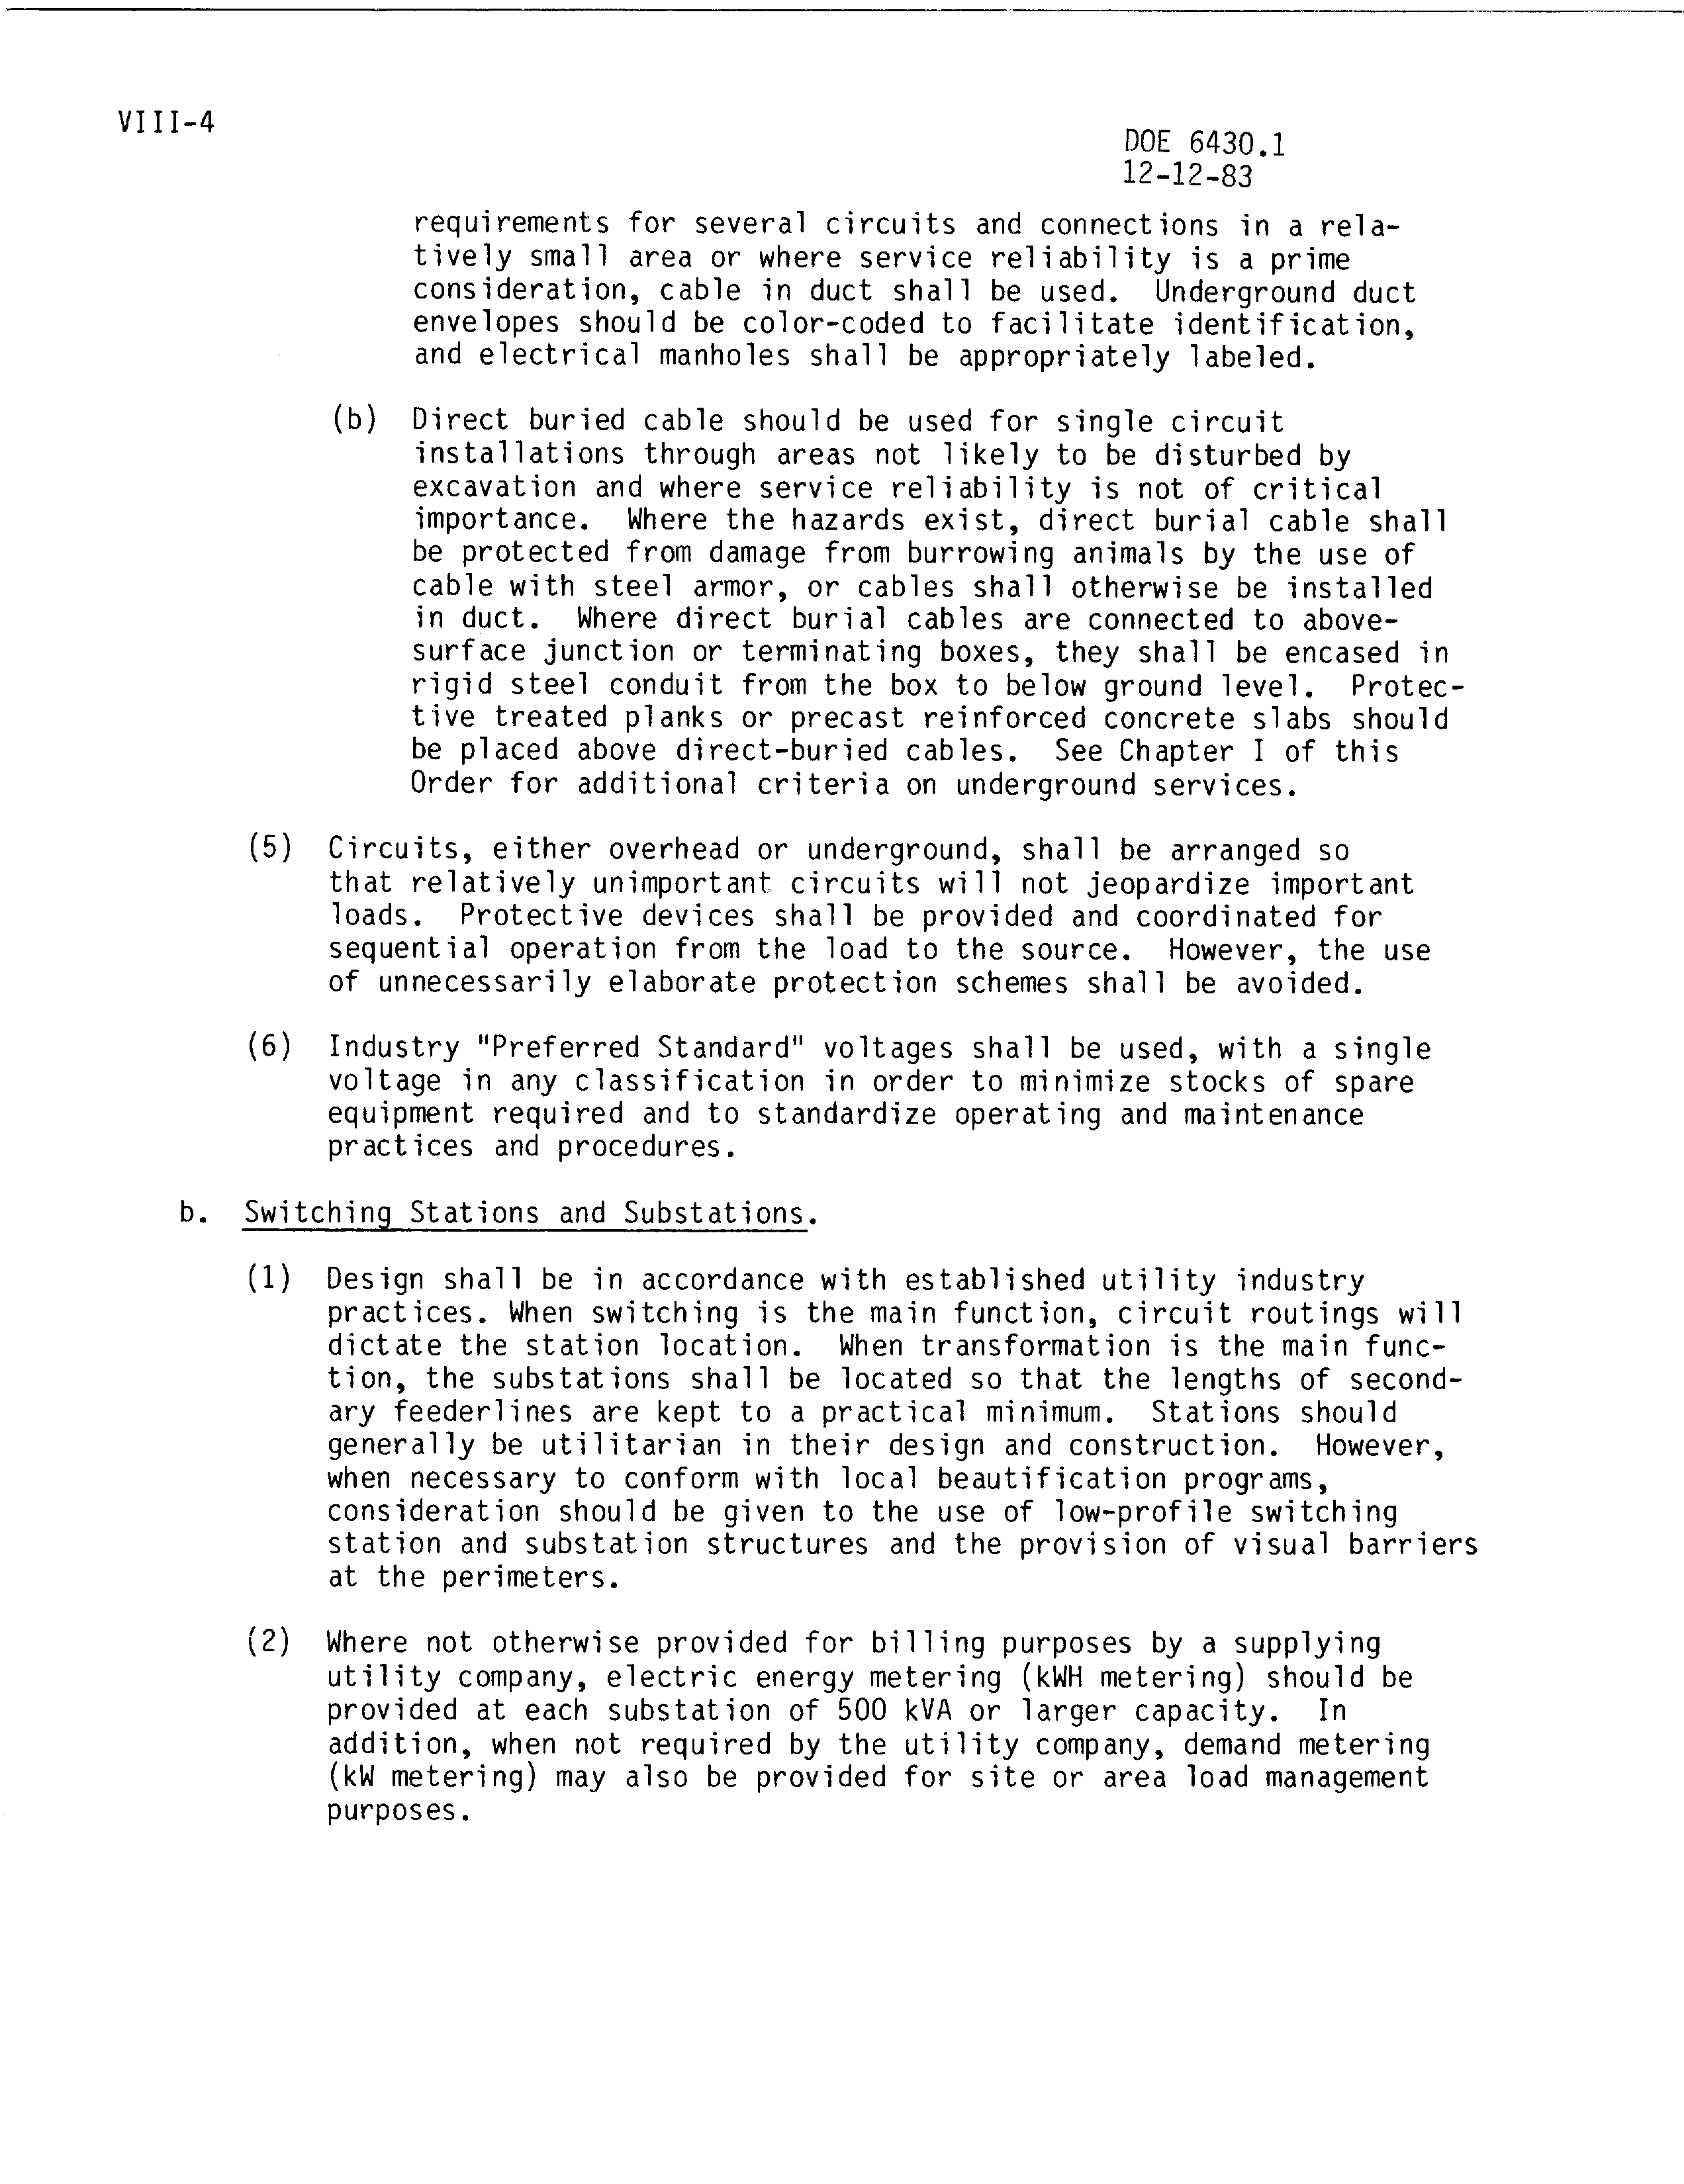 VIII-4
DOE 6430.1
12-12-83
requirements for several circuits and connections in a rela-
tively small area or where service reliability is a prime
consideration, cable in duct shall be used. Underground duct
envelopes should be color-coded to facilitate identification,
and electrical manholes shall be appropriately labeled.
(b) Direct buried cable should be used for single circuit
installations through areas not likely to be disturbed by
excavation and where service reliability is not of critical
importance. Where the hazards exist, direct burial cable shall
be protected from damage from burrowing animals by the use of
cable with steel armor, or cables shall otherwise be installed
in duct. Where direct burial cables are connected to above-
surface junction or terminating boxes, they shall be encased in
rigid steel conduit from the box to below ground level. Protec-
tive treated planks or precast reinforced concrete slabs should
be placed above direct-buried cables. See Chapter I of this
Order for additional criteria on underground services.
(5) Circuits, either overhead or underground, shall be arranged so
that relatively unimportant circuits will not jeopardize important
loads. Protective devices shall be provided and coordinated for
sequential operation from the load to the source. However, the use
of unnecessarily elaborate protection schemes shall be avoided.
(6) Industry "Preferred Standard" voltages shall be used, with a single
voltage in any classification in order to minimize stocks of spare
equipment required and to standardize operating and maintenance
practices and procedures.
b. Switching Stations and Substations.
(1) Design shall be in accordance with established utility industry
practices. When switching is the main function, circuit routings will
dictate the station location. When transformation is the main func-
tion, the substations shall be located so that the lengths of second-
ary feederlines are kept to a practical minimum. Stations should
generally be utilitarian in their design and construction. However,
when necessary to conform with local beautification programs,
consideration should be given to the use of low-profile switching
station and substation structures and the provision of visual barriers
at the perimeters.
(2) Where not otherwise provided for billing purposes by a supplying
utility company, electric energy metering (kWH metering) should be
provided at each substation of 500 kVA or larger capacity. In
addition, when not required by the utility company, demand metering
(kW metering) may also be provided for site or area load management
purposes.